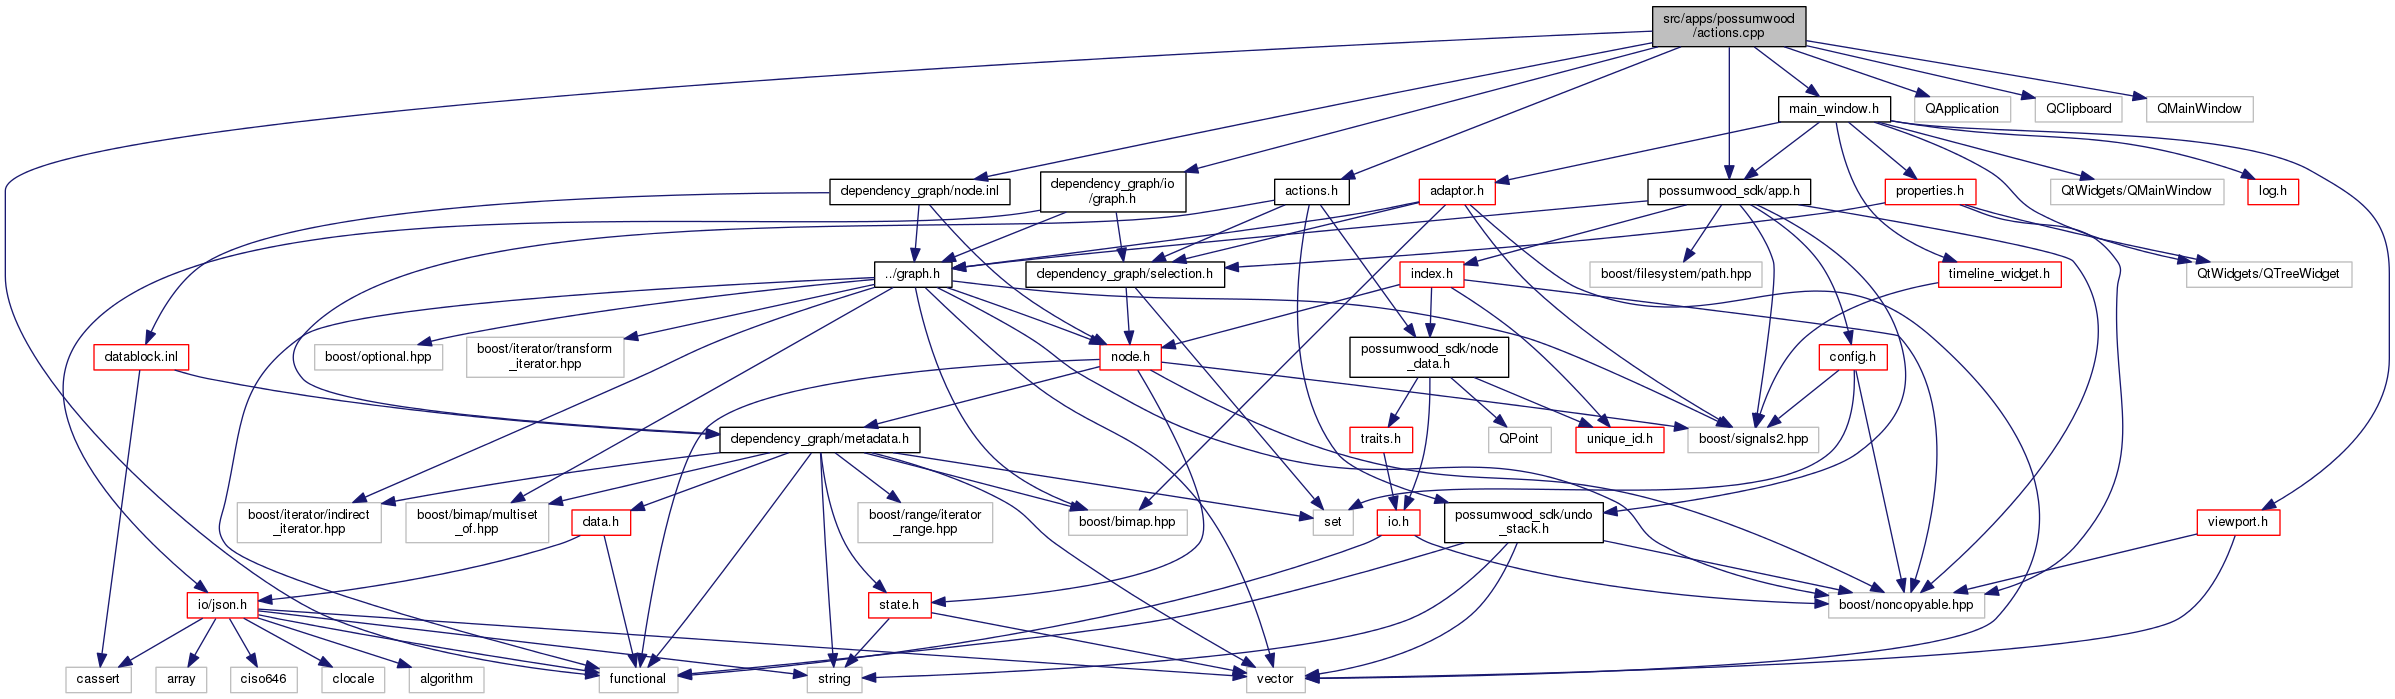 src/apps/possumwood
/actions.cpp
main_window.h
QApplication
QClipboard
QMainWindow
dependency_graph/node.inl
dependency_graph/io
/graph.h
actions.h
adaptor.h
possumwood_sdk/app.h
properties.h
QtWidgets/QMainWindow
log.h
../graph.h
dependency_graph/selection.h
index.h
boost/filesystem/path.hpp
timeline_widget.h
QtWidgets/QTreeWidget
datablock.inl
boost/optional.hpp
boost/iterator/transform
_iterator.hpp
node.h
possumwood_sdk/node
_data.h
config.h
dependency_graph/metadata.h
traits.h
QPoint
unique_id.h
boost/signals2.hpp
boost/iterator/indirect
_iterator.hpp
boost/bimap/multiset
_of.hpp
data.h
boost/range/iterator
_range.hpp
boost/bimap.hpp
set
io.h
possumwood_sdk/undo
_stack.h
viewport.h
io/json.h
state.h
boost/noncopyable.hpp
cassert
array
ciso646
clocale
algorithm
functional
string
vector